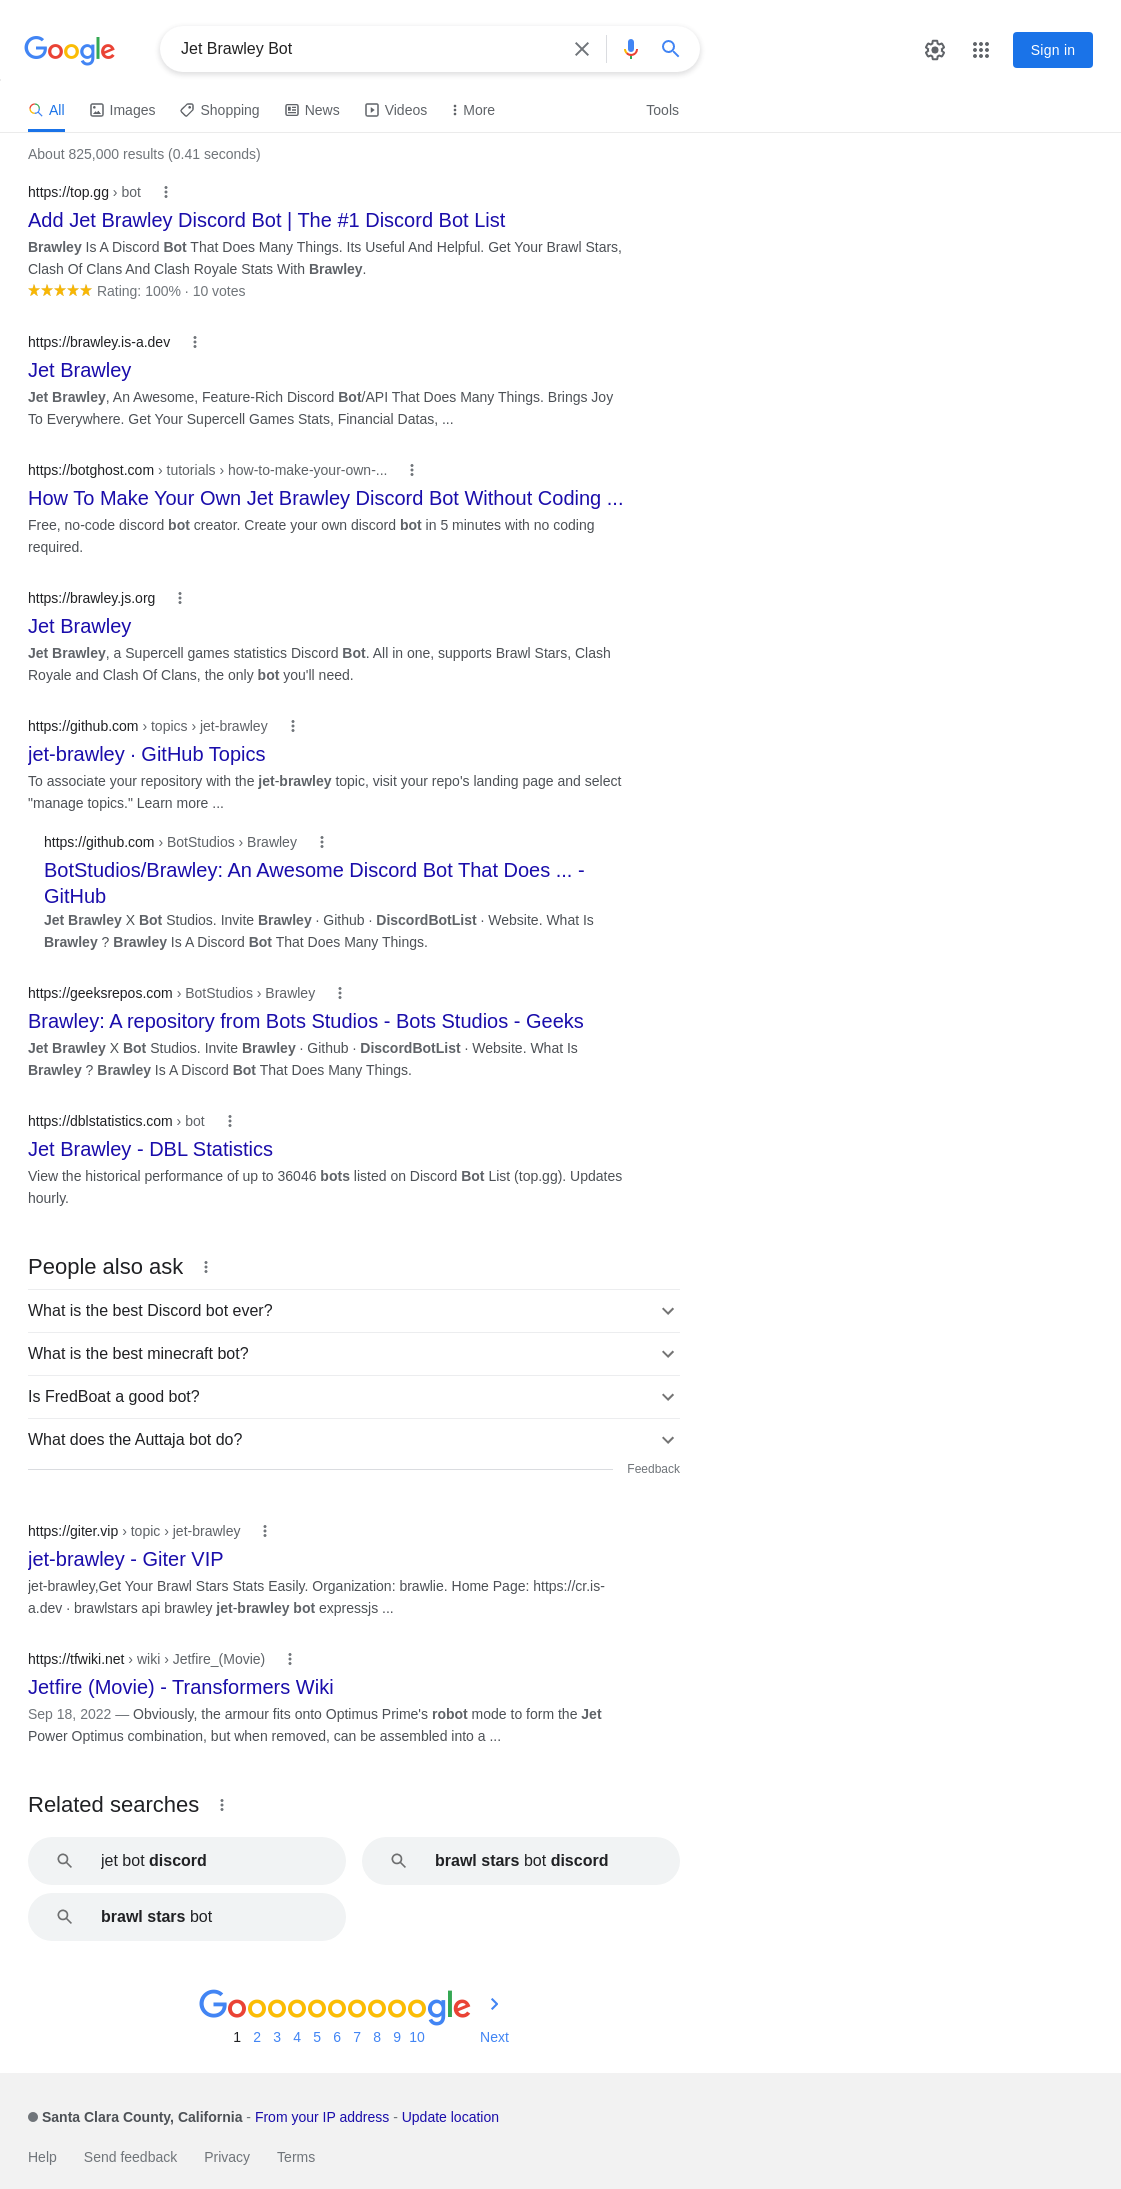 Google
Jet Brawley Bot
Sign in
All
Images
Shopping
News
Videos
More
Tools
About 825,000 results (0.41 seconds)
https://top.gg › bot
Add Jet Brawley Discord Bot | The #1 Discord Bot List
Brawley Is A Discord Bot That Does Many Things. Its Useful And Helpful. Get Your Brawl Stars,
Clash Of Clans And Clash Royale Stats With Brawley.
Rating: 100% · 10 votes
https://brawley.is-a.dev
Jet Brawley
Jet Brawley, An Awesome, Feature-Rich Discord Bot/API That Does Many Things. Brings Joy
To Everywhere. Get Your Supercell Games Stats, Financial Datas, ...
https://botghost.com › tutorials › how-to-make-your-own-...
How To Make Your Own Jet Brawley Discord Bot Without Coding ...
Free, no-code discord bot creator. Create your own discord bot in 5 minutes with no coding
required.
https://brawley.js.org
Jet Brawley
Jet Brawley, a Supercell games statistics Discord Bot. All in one, supports Brawl Stars, Clash
Royale and Clash Of Clans, the only bot you'll need.
https://github.com › topics › jet-brawley
jet-brawley · GitHub Topics
To associate your repository with the jet-brawley topic, visit your repo's landing page and select
"manage topics." Learn more ...
https://github.com › BotStudios › Brawley
BotStudios/Brawley: An Awesome Discord Bot That Does ... -
GitHub
Jet Brawley X Bot Studios. Invite Brawley · Github · DiscordBotList · Website. What Is
Brawley ? Brawley Is A Discord Bot That Does Many Things.
https://geeksrepos.com › BotStudios › Brawley
Brawley: A repository from Bots Studios - Bots Studios - Geeks
Jet Brawley X Bot Studios. Invite Brawley · Github · DiscordBotList · Website. What Is
Brawley ? Brawley Is A Discord Bot That Does Many Things.
https://dblstatistics.com › bot
Jet Brawley - DBL Statistics
View the historical performance of up to 36046 bots listed on Discord Bot List (top.gg). Updates
hourly.
People also ask
What is the best Discord bot ever?
What is the best minecraft bot?
Is FredBoat a good bot?
What does the Auttaja bot do?
Feedback
https://giter.vip › topic › jet-brawley
jet-brawley - Giter VIP
jet-brawley,Get Your Brawl Stars Stats Easily. Organization: brawlie. Home Page: https://cr.is-
a.dev · brawlstars api brawley jet-brawley bot expressjs ...
https://tfwiki.net › wiki › Jetfire_(Movie)
Jetfire (Movie) - Transformers Wiki
Sep 18, 2022 — Obviously, the armour fits onto Optimus Prime's robot mode to form the Jet
Power Optimus combination, but when removed, can be assembled into a ...
Related searches
jet bot discord
brawl stars bot discord
brawl stars bot
Goooooooooogle
1 2 3 4 5 6 7 8 9 10 Next
Santa Clara County, California - From your IP address - Update location
Help Send feedback Privacy Terms